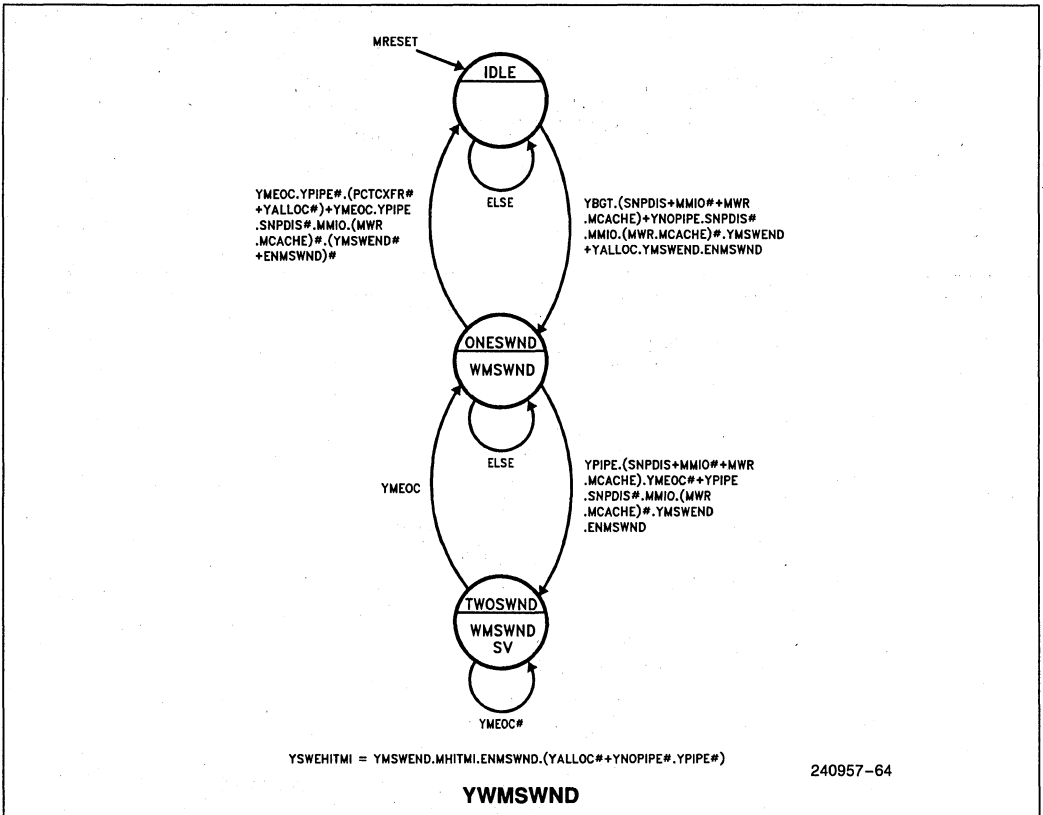 MRESET
IDLE
ELSE
YMEOC.YPIPE#.(PCTCXFR#
+YALLOC#)+YMEOC.YPIPE
.SNPDIS#.MMIO.(MWR
.MCACHE)#.(YMSWEND#
+ENMSWND)#
YBGT.(SNPDIS+MMIO#+MWR
.MCACHE)+YNOPIPE.SNPDIS#
.MMIO.(MWR.MCACHE)#.YMSWEND
+YALLOC.YMSWEND.ENMSWND
ONESWND
WMSWND
ELSE
YMEOC
YPIPE.(SNPDIS+MMIO#+MWR
.MCACHE).YMEOC#+YPIPE
.SNPDIS#.MMIO.(MWR
.MCACHE)#.YMSWEND
.ENMSWND
TWOSWND
WMSWND
SV
YMEOC#
YSWEHITMI = YMSWEND.MHITMI.ENMSWND.(YALLOC#+YNOPIPE#.YPIPE#)
240957-64
YWMSWND